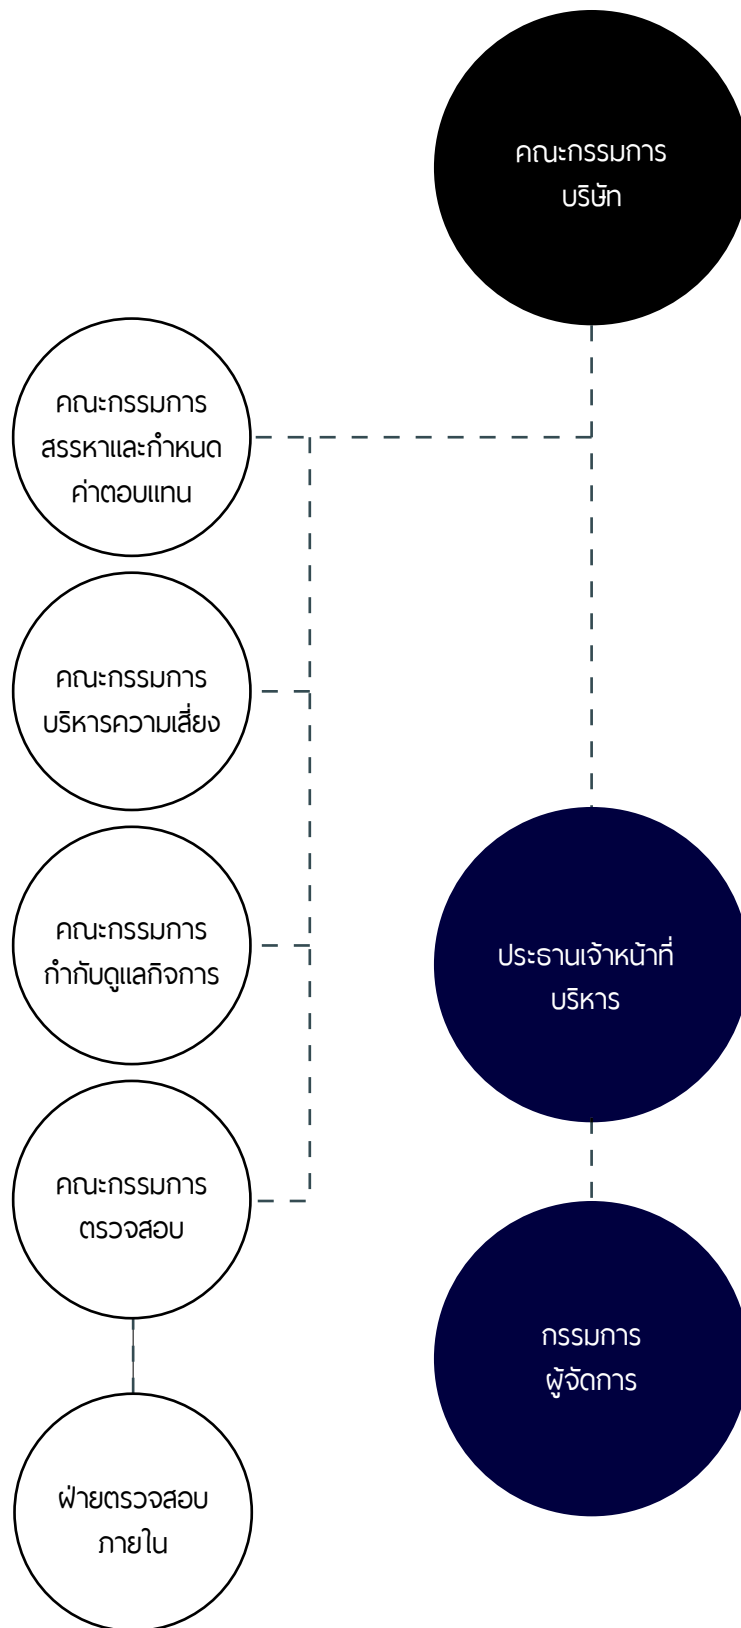 คณะกรรมการ
บริษัท
คณะกรรมการ
สรรหาและกำหนด
ค่าตอบแทน
คณะกรรมการ
บริหารความเสี่ยง
คณะกรรมการ
กำกับดูแลกิจการ
ประธานเจ้าหน้าที่
บริหาร
คณะกรรมการ
ตรวจสอบ
กรรมการ
ผู้จัดการ
ฝ่ายตรวจสอบ
ภายใน